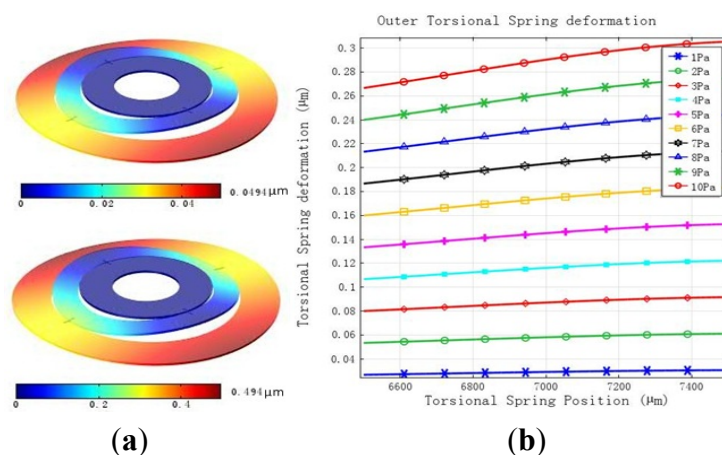 0 0.02 0.04 0.0494μm
0 0.2 0.4 0.494μm
(a)
Outer Torsional Spring deformation
Torsional Spring deformation (μm)
0.3
0.28
0.26
0.24
0.22
0.2
0.18
0.16
0.14
0.12
0.1
0.08
0.06
0.04
6600 6800 7000 7200 7400
Torsional Spring Position (μm)
1Pa
2Pa
3Pa
4Pa
5Pa
6Pa
7Pa
8Pa
9Pa
10Pa
(b)